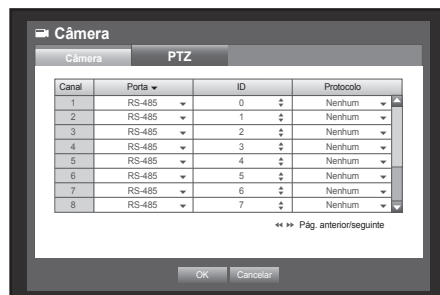 Câmera
Câmera PTZ
Canal Porta ID Protocolo
1 RS-485 0 Nenhum
2 RS-485 1 Nenhum
3 RS-485 2 Nenhum
4 RS-485 3 Nenhum
5 RS-485 4 Nenhum
6 RS-485 5 Nenhum
7 RS-485 6 Nenhum
8 RS-485 7 Nenhum
Pág. anterior/seguinte
OK Cancelar